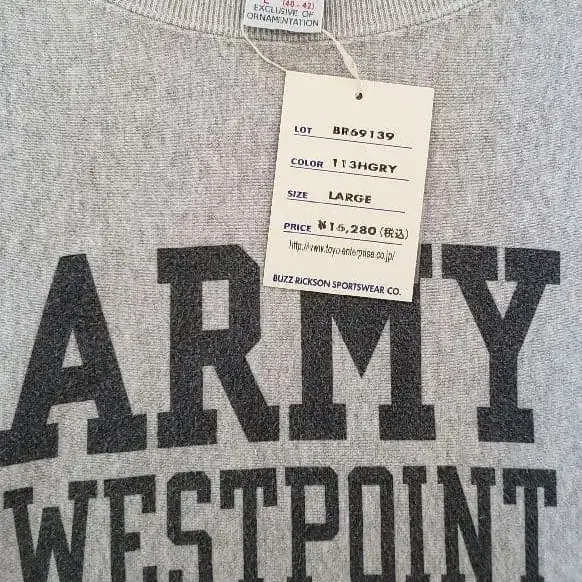 L (40-42)
EXCLUSIVE OF
ORNAMENTATION
LOT BR69139
COLOR 113HGRY
SIZE LARGE
PRICE ¥15,280(税込)
http://www.toyo-enterprise.co.jp/
BUZZ RICKSON SPORTSWEAR CO.
ARMY
WESTPOINT